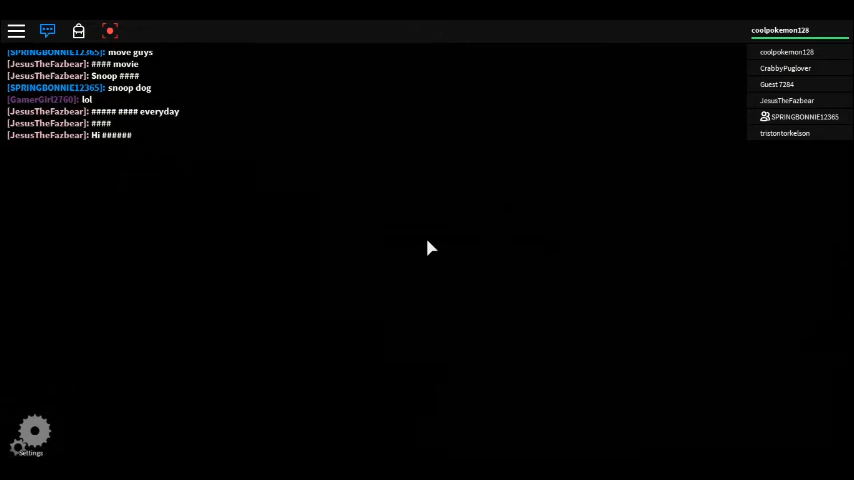 coolpokemon128
[SPRINGBONNIE12365]: move guys
[JesusTheFazbear]: #### movie
[JesusTheFazbear]: Snoop ####
[SPRINGBONNIE12365]: snoop dog
[GamerGirl2760]: lol
[JesusTheFazbear]: ##### #### everyday
[JesusTheFazbear]: ####
[JesusTheFazbear]: Hi ######
coolpokemon128
CrabbyPuglover
Guest 7284
JesusTheFazbear
SPRINGBONNIE12365
tristontorkelson
Settings